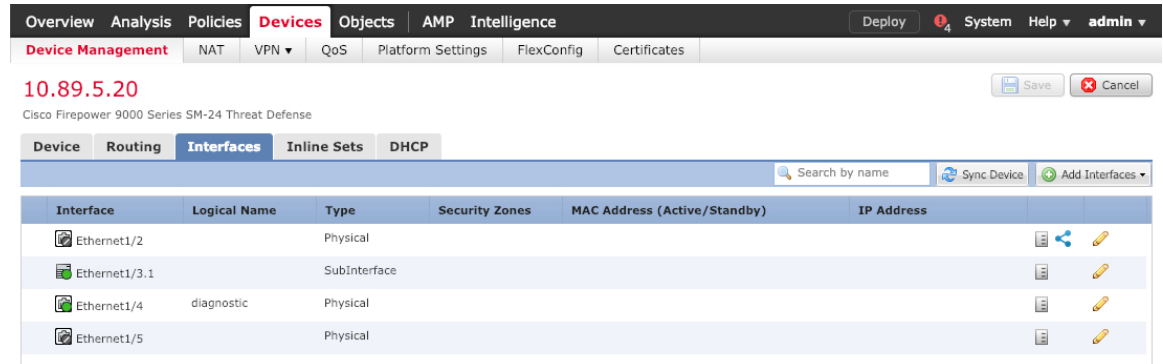 Overview Analysis Policies Devices Objects AMP Intelligence Deploy 4 System Help admin
Device Management NAT VPN QoS Platform Settings FlexConfig Certificates
10.89.5.20
Save Cancel
Cisco Firepower 9000 Series SM-24 Threat Defense
Device Routing Interfaces Inline Sets DHCP
Search by name Sync Device Add Interfaces
Interface Logical Name Type Security Zones MAC Address (Active/Standby) IP Address
Ethernet1/2 Physical
Ethernet1/3.1 SubInterface
Ethernet1/4 diagnostic Physical
Ethernet1/5 Physical